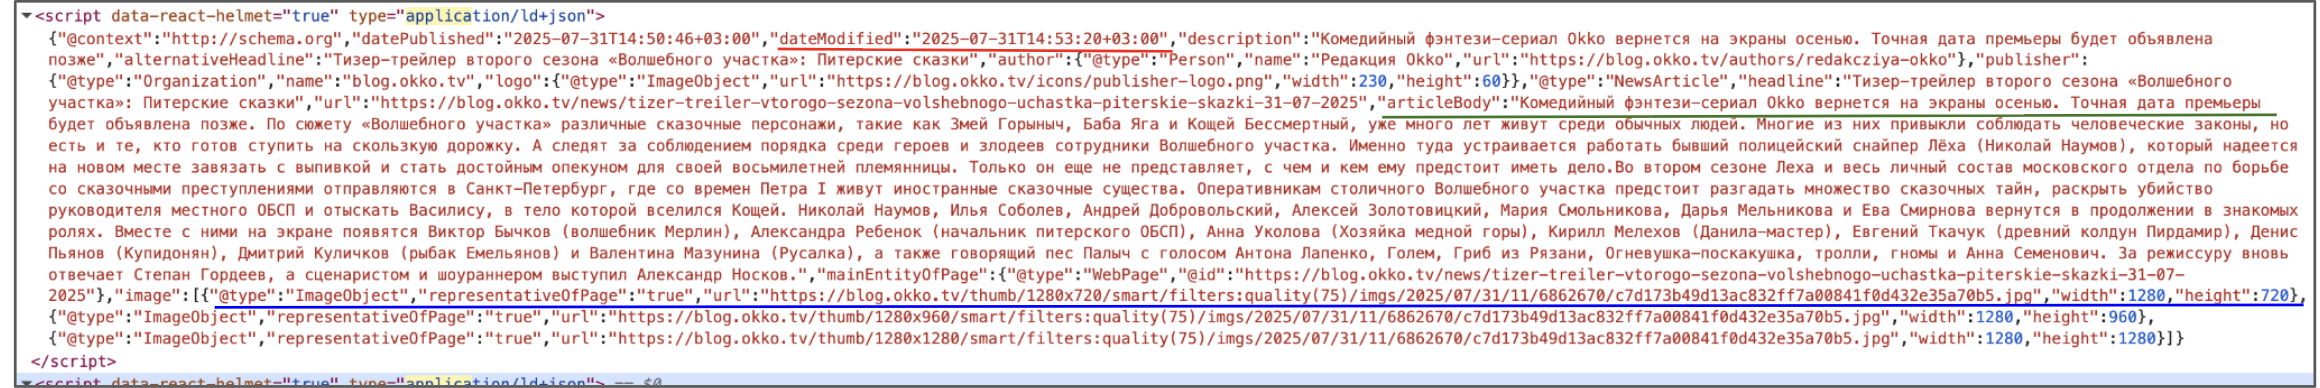 ▼<script data-react-helmet="true" type="application/ld+json">
{"@context":"http://schema.org","datePublished":"2025-07-31T14:50:46+03:00","dateModified":"2025-07-31T14:53:20+03:00","description":"Комедийный фэнтези-сериал Okko вернется на экраны осенью. Точная дата премьеры будет объявлена
позже","alternativeHeadline":"Тизер-трейлер второго сезона «Волшебного участка»: Питерские сказки","author":{"@type":"Person","name":"Редакция Okko","url":"https://blog.okko.tv/authors/redakcziya-okko"},"publisher":
{"@type":"Organization","name":"blog.okko.tv","logo":{"@type":"ImageObject","url":"https://blog.okko.tv/icons/publisher-logo.png","width":230,"height":60}},"@type":"NewsArticle","headline":"Тизер-трейлер второго сезона «Волшебного
участка»: Питерские сказки","url":"https://blog.okko.tv/news/tizer-treiler-vtorogo-sezona-volshebnogo-uchastka-piterskie-skazki-31-07-2025","articleBody":"Комедийный фэнтези-сериал Okko вернется на экраны осенью. Точная дата премьеры
будет объявлена позже. По сюжету «Волшебного участка» различные сказочные персонажи, такие как Змей Горыныч, Баба Яга и Кощей Бессмертный, уже много лет живут среди обычных людей. Многие из них привыкли соблюдать человеческие законы, но
есть и те, кто готов ступить на скользкую дорожку. А следят за соблюдением порядка среди героев и злодеев сотрудники Волшебного участка. Именно туда устраивается работать бывший полицейский снайпер Лёха (Николай Наумов), который надеется
на новом месте завязать с выпивкой и стать достойным опекуном для своей восьмилетней племянницы. Только он еще не представляет, с чем и кем ему предстоит иметь дело.Во втором сезоне Леха и весь личный состав московского отдела по борьбе
со сказочными преступлениями отправляются в Санкт-Петербург, где со времен Петра I живут иностранные сказочные существа. Оперативникам столичного Волшебного участка предстоит разгадать множество сказочных тайн, раскрыть убийство
руководителя местного ОБСП и отыскать Василису, в тело которой вселился Кощей. Николай Наумов, Илья Соболев, Андрей Добровольский, Алексей Золотовицкий, Мария Смольникова, Дарья Мельникова и Ева Смирнова вернутся в продолжении в знакомых
ролях. Вместе с ними на экране появятся Виктор Бычков (волшебник Мерлин), Александра Ребенок (начальник питерского ОБСП), Анна Уколова (Хозяйка медной горы), Кирилл Мелехов (Данила-мастер), Евгений Ткачук (древний колдун Пирдамир), Денис
Пьянов (Купидонян), Дмитрий Куличков (рыбак Емельянов) и Валентина Мазунина (Русалка), а также говорящий пес Палыч с голосом Антона Лапенко, Голем, Гриб из Рязани, Огневушка-поскакушка, тролли, гномы и Анна Семенович. За режиссуру вновь
отвечает Степан Гордеев, а сценаристом и шоураннером выступил Александр Носков.","mainEntityOfPage":{"@type":"WebPage","@id":"https://blog.okko.tv/news/tizer-treiler-vtorogo-sezona-volshebnogo-uchastka-piterskie-skazki-31-07-
2025"},"image":[{"@type":"ImageObject","representativeOfPage":"true","url":"https://blog.okko.tv/thumb/1280x720/smart/filters:quality(75)/imgs/2025/07/31/11/6862670/c7d173b49d13ac832ff7a00841f0d432e35a70b5.jpg","width":1280,"height":720},
{"@type":"ImageObject","representativeOfPage":"true","url":"https://blog.okko.tv/thumb/1280x960/smart/filters:quality(75)/imgs/2025/07/31/11/6862670/c7d173b49d13ac832ff7a00841f0d432e35a70b5.jpg","width":1280,"height":960},
{"@type":"ImageObject","representativeOfPage":"true","url":"https://blog.okko.tv/thumb/1280x1280/smart/filters:quality(75)/imgs/2025/07/31/11/6862670/c7d173b49d13ac832ff7a00841f0d432e35a70b5.jpg","width":1280,"height":1280}]}
</script>
▼<script data-react-helmet="true" type="application/ld+json"> == $0